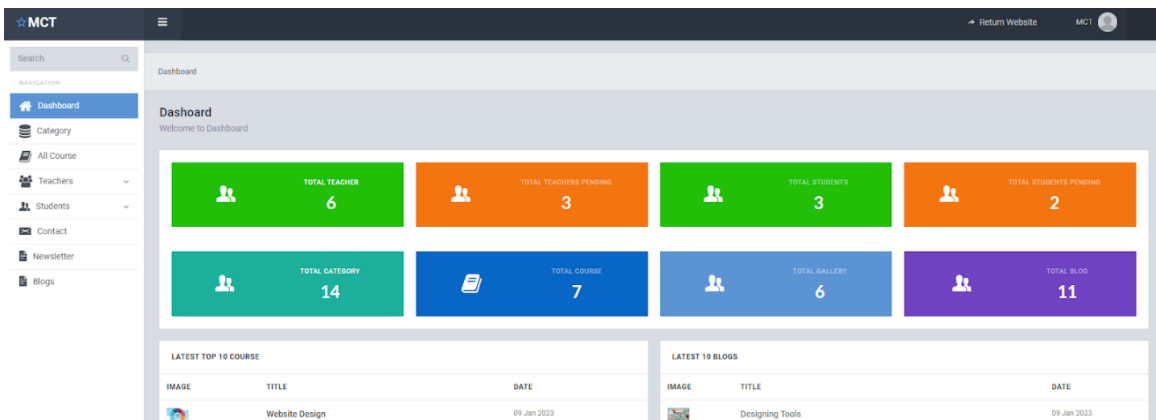 MCT
Return Website
MCT
Search
NAVIGATION
Dashboard
Category
All Course
Teachers
Students
Contact
Newsletter
Blogs
Dashboard
Dashoard
Welcome to Dashboard
TOTAL TEACHER
6
TOTAL TEACHERS PENDING
3
TOTAL STUDENTS
3
TOTAL STUDENTS PENDING
2
TOTAL CATEGORY
14
TOTAL COURSE
7
TOTAL GALLERY
6
TOTAL BLOG
11
LATEST TOP 10 COURSE
IMAGE TITLE DATE
Website Design 09 Jan 2023
LATEST 10 BLOGS
IMAGE TITLE DATE
Designing Tools 09 Jan 2023